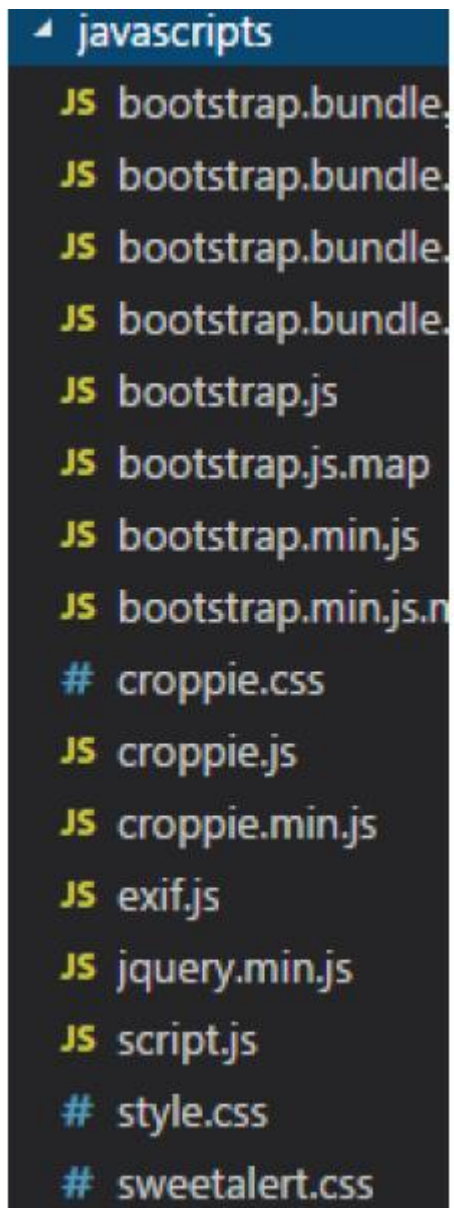 javascripts
JS bootstrap.bundle.
JS bootstrap.bundle.
JS bootstrap.bundle.
JS bootstrap.bundle.
JS bootstrap.js
JS bootstrap.js.map
JS bootstrap.min.js
JS bootstrap.min.js.m
# croppie.css
JS croppie.js
JS croppie.min.js
JS exif.js
JS jquery.min.js
JS script.js
# style.css
# sweetalert.css